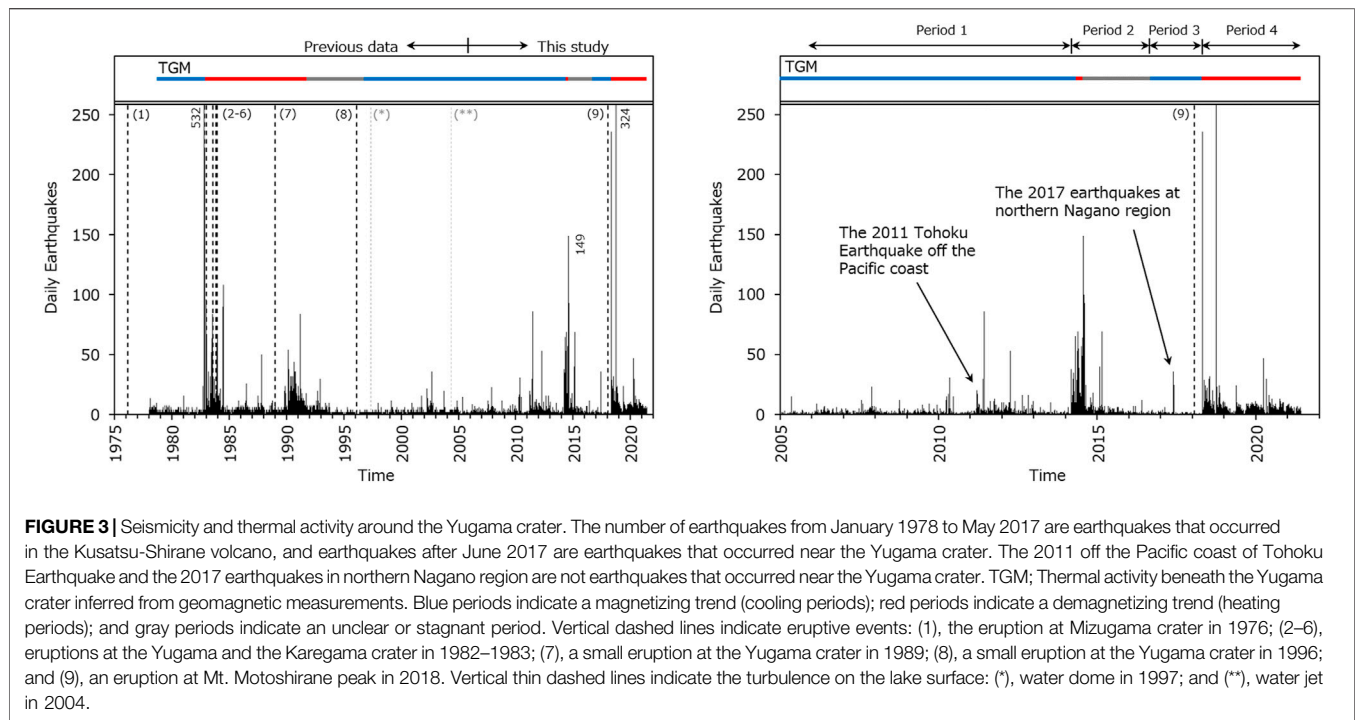 Previous data
This study
TGM
250
200
150
100
50
0
Daily Earthquakes
(1)
532
(2-6)
(7)
(8)
(*)
(**)
(9)
324
149
1975
1980
1985
1990
1995
2000
2005
2010
2015
2020
Time
Period 1
Period 2
Period 3
Period 4
TGM
250
200
150
100
50
0
Daily Earthquakes
(9)
The 2011 Tohoku
Earthquake off the
Pacific coast
The 2017 earthquakes at
northern Nagano region
2005
2010
2015
2020
Time
FIGURE 3 | Seismicity and thermal activity around the Yugama crater. The number of earthquakes from January 1978 to May 2017 are earthquakes that occurred
in the Kusatsu-Shirane volcano, and earthquakes after June 2017 are earthquakes that occurred near the Yugama crater. The 2011 off the Pacific coast of Tohoku
Earthquake and the 2017 earthquakes in northern Nagano region are not earthquakes that occurred near the Yugama crater. TGM; Thermal activity beneath the Yugama
crater inferred from geomagnetic measurements. Blue periods indicate a magnetizing trend (cooling periods); red periods indicate a demagnetizing trend (heating
periods); and gray periods indicate an unclear or stagnant period. Vertical dashed lines indicate eruptive events: (1), the eruption at Mizugama crater in 1976; (2–6),
eruptions at the Yugama and the Karegama crater in 1982–1983; (7), a small eruption at the Yugama crater in 1989; (8), a small eruption at the Yugama crater in 1996;
and (9), an eruption at Mt. Motoshirane peak in 2018. Vertical thin dashed lines indicate the turbulence on the lake surface: (*), water dome in 1997; and (**), water jet
in 2004.